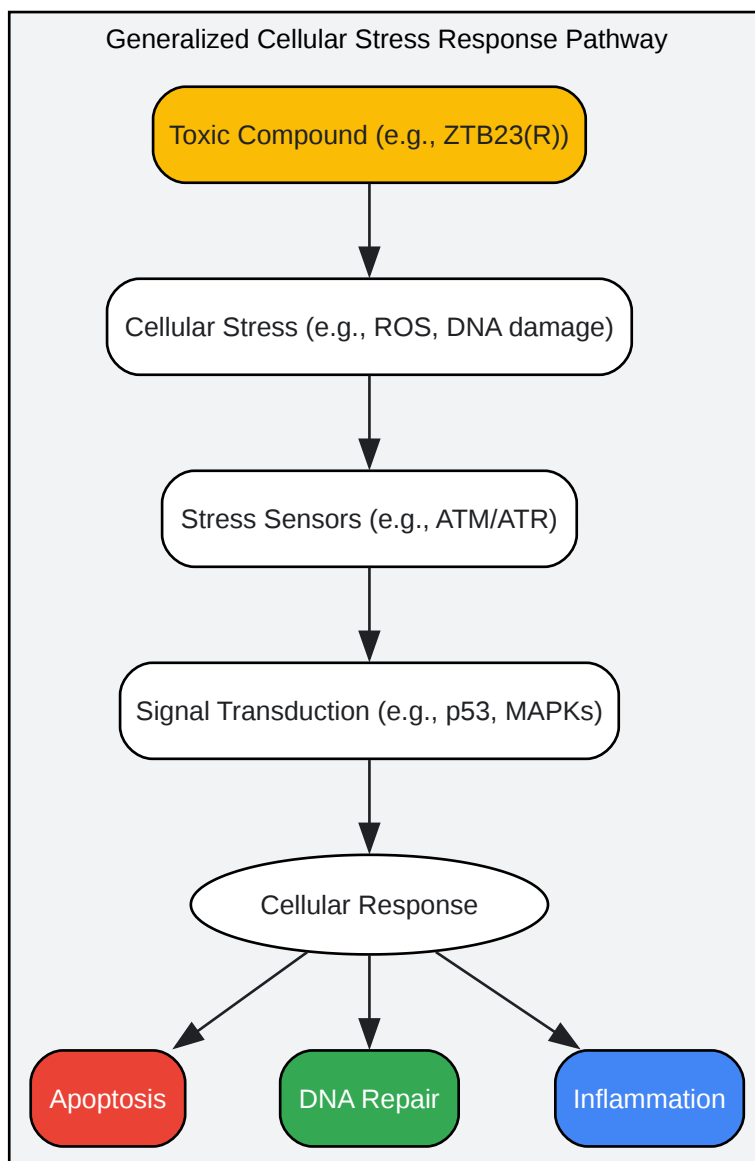 Generalized Cellular Stress Response Pathway
Toxic Compound (e.g., ZTB23(R))
Cellular Stress (e.g., ROS, DNA damage)
Stress Sensors (e.g., ATM/ATR)
Signal Transduction (e.g., p53, MAPKs)
Cellular Response
Apoptosis
DNA Repair
Inflammation